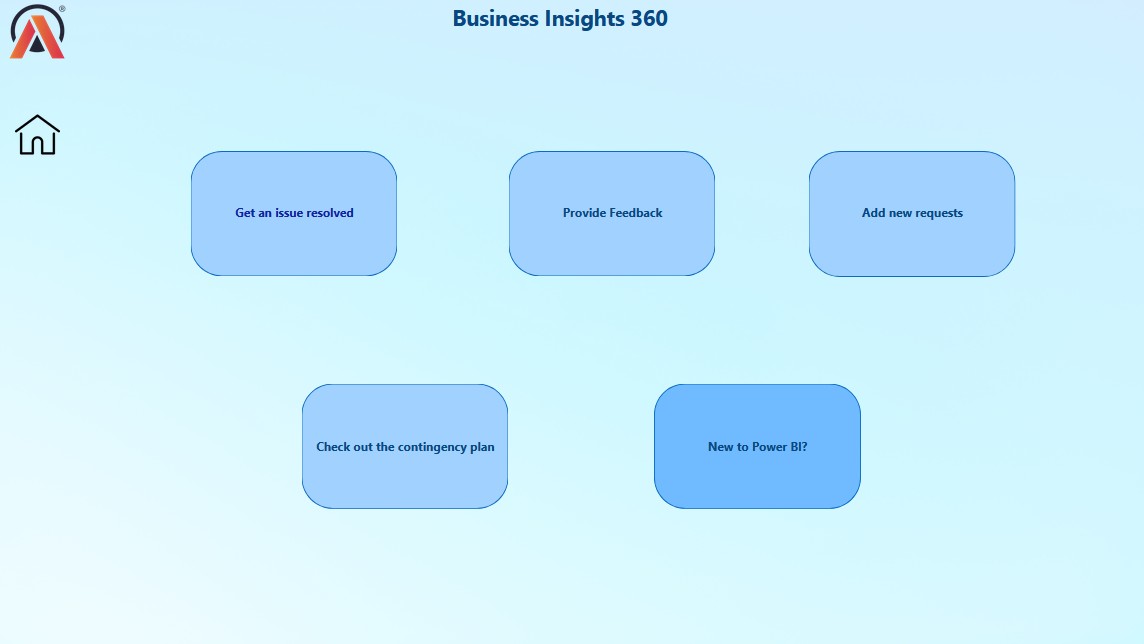 Business Insights 360
®
Get an issue resolved
Provide Feedback
Add new requests
Check out the contingency plan
New to Power BI?